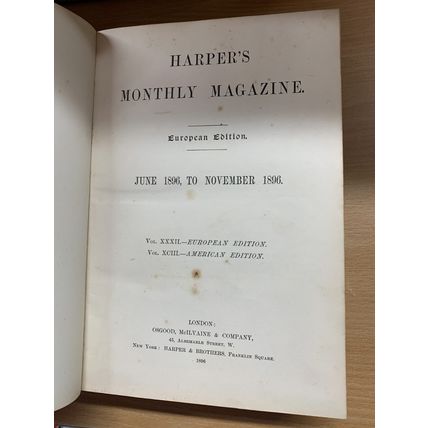 HARPER'S
MONTHLY MAGAZINE.
European Edition.
JUNE 1896, TO NOVEMBER 1896.
VOL. XXXII.—EUROPEAN EDITION.
VOL. XCIII.—AMERICAN EDITION.
LONDON:
OSGOOD, McILVAINE & COMPANY,
45, ALBEMARLE STREET, W.
NEW YORK: HARPER & BROTHERS, FRANKLIN SQUARE.
1896